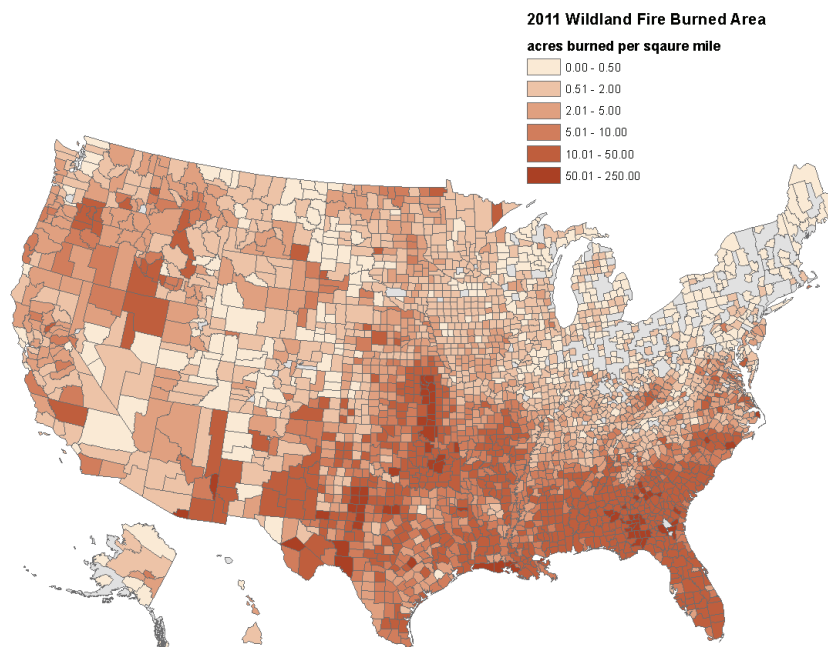 2011 Wildland Fire Burned Area
acres burned per sqaure mile
0.00 - 0.50
0.51 - 2.00
2.01 - 5.00
5.01 - 10.00
10.01 - 50.00
50.01 - 250.00